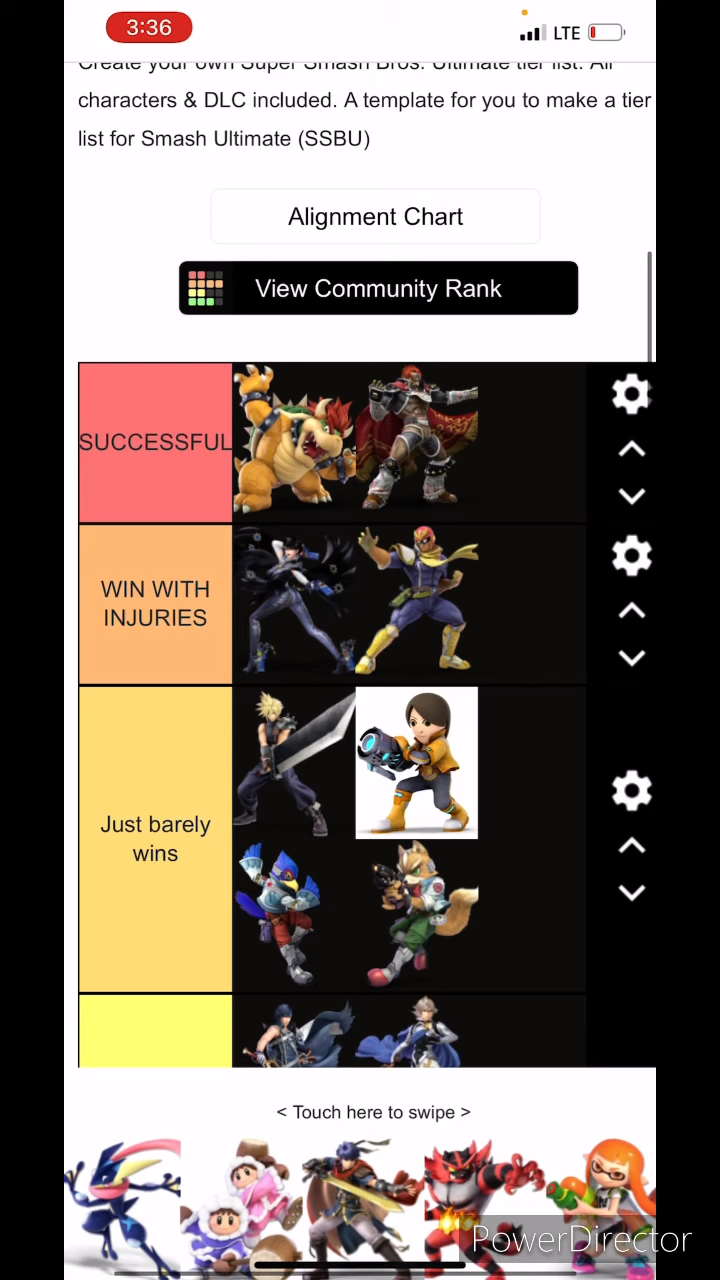 3:36
LTE
Create your own Super Smash Bros. Ultimate tier list. All
characters & DLC included. A template for you to make a tier
list for Smash Ultimate (SSBU)
Alignment Chart
View Community Rank
SUCCESSFUL
WIN WITH
INJURIES
Just barely
wins
< Touch here to swipe >
PowerDirector